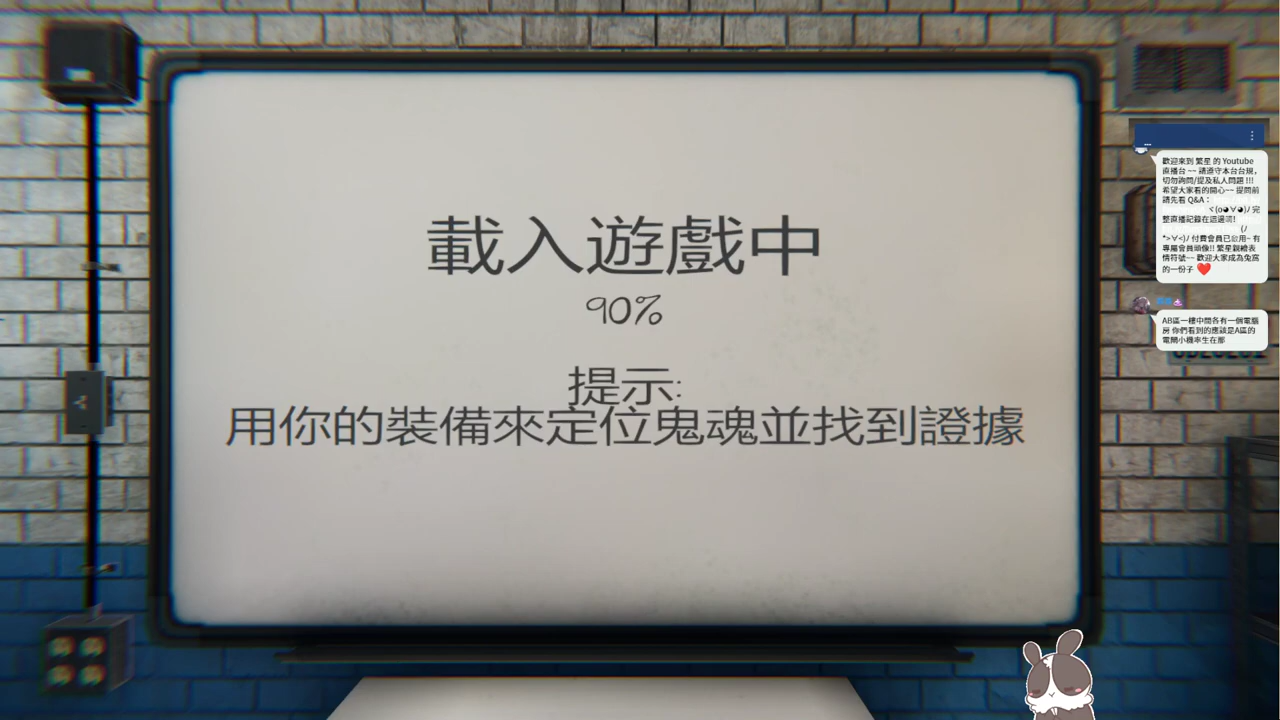 載入遊戲中
90%
提示:
用你的裝備來定位鬼魂並找到證據
歡迎來到 繁星 的 Youtube
直播台 ~~ 請遵守本台台規，
切勿詢問/提及私人問題 !!!
希望大家看的開心~~ 提問前
請先看 Q&A：
ヾ(o◕∀◕)ﾉ 完
整直播記錄在這邊唷!
(ﾉ
*>∀<)ﾉ 付費會員已啟用~ 有
專屬會員頭像!! 繁星親繪表
情符號~~ 歡迎大家成為兔窩
的一份子 ❤️
AB區一樓中間各有一個電腦
房 你們看到的應該是A區的
電閘小機率生在那